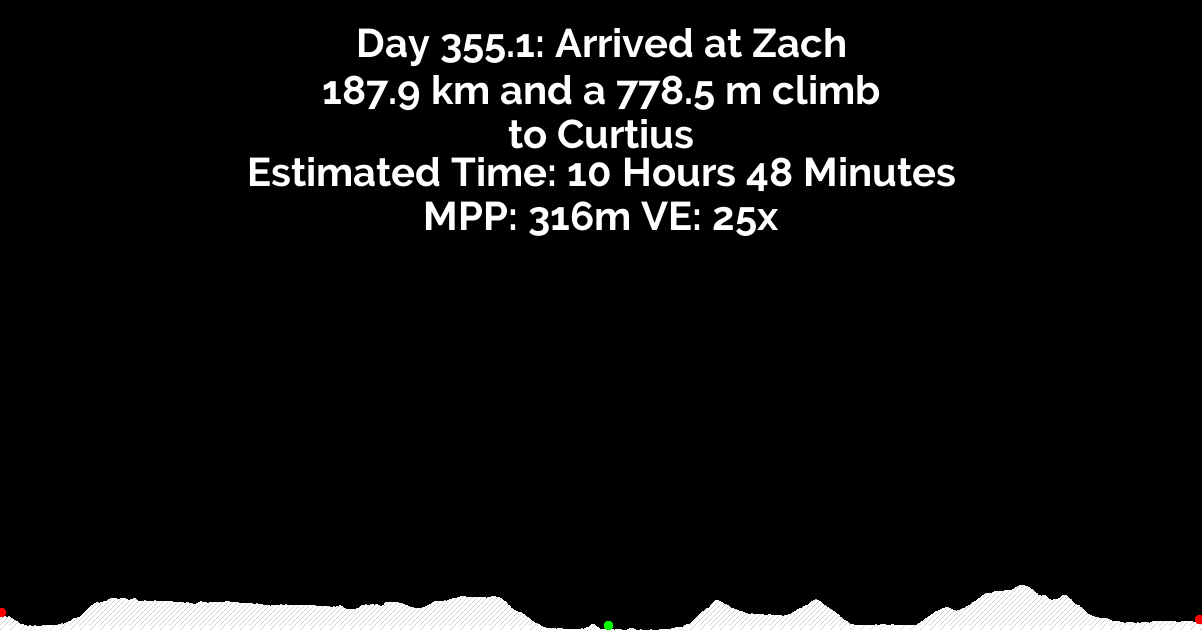 Day 355.1: Arrived at Zach
187.9 km and a 778.5 m climb
to Curtius
Estimated Time: 10 Hours 48 Minutes
MPP: 316m VE: 25x